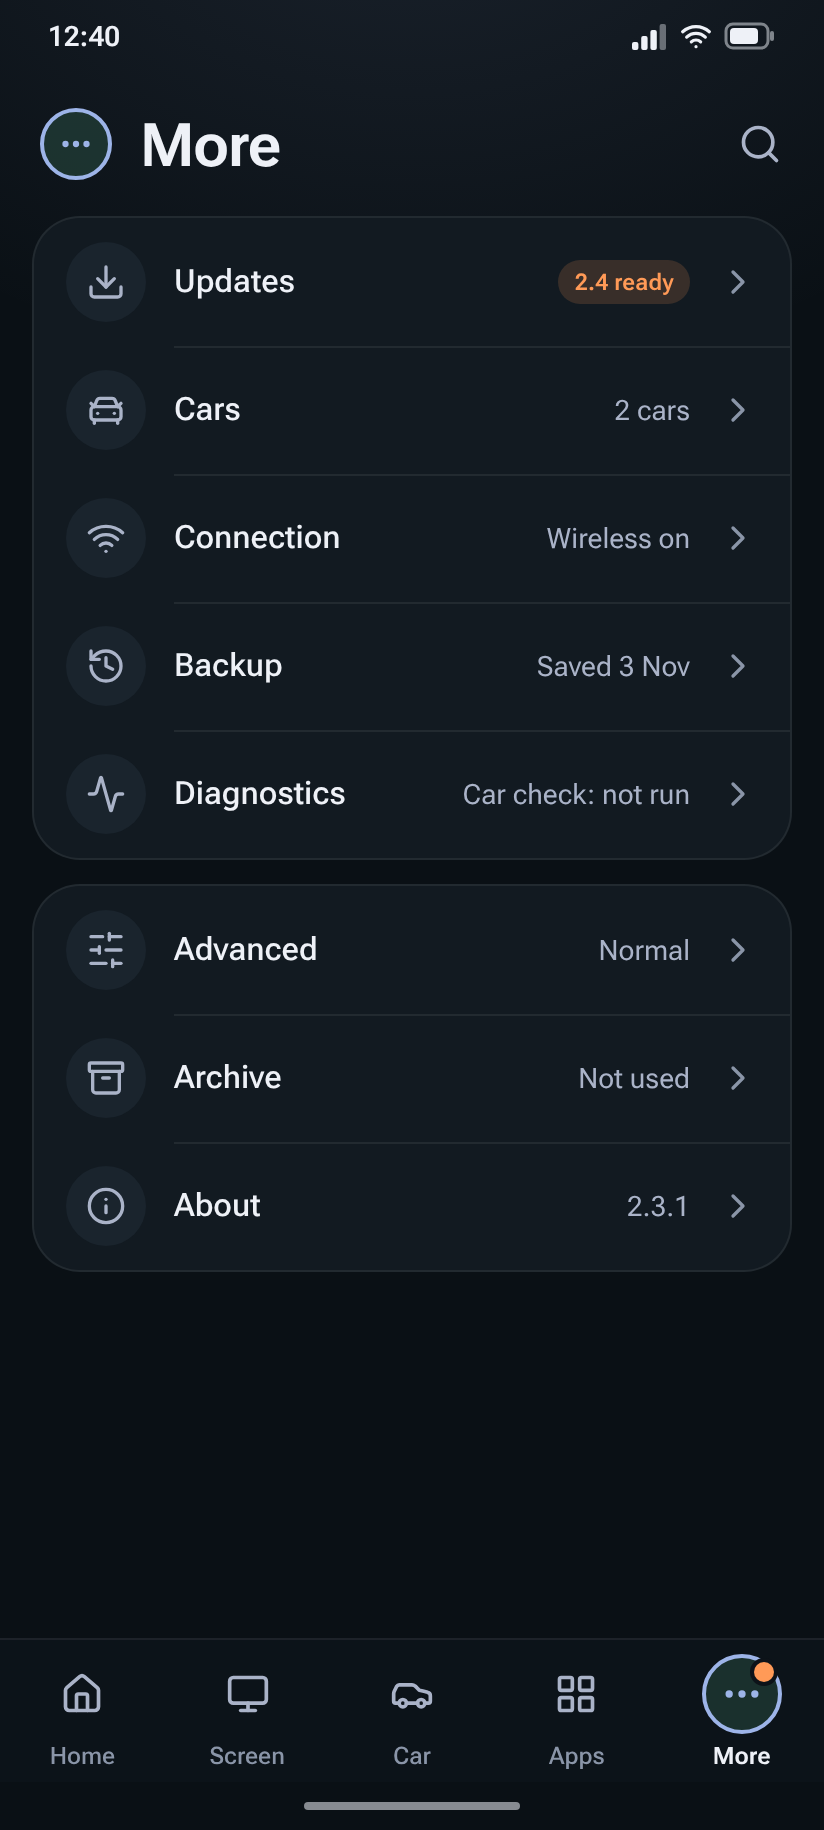 12:40
More
Updates 2.4 ready
Cars 2 cars
Connection Wireless on
Backup Saved 3 Nov
Diagnostics Car check: not run
Advanced Normal
Archive Not used
About 2.3.1
Home Screen Car Apps More